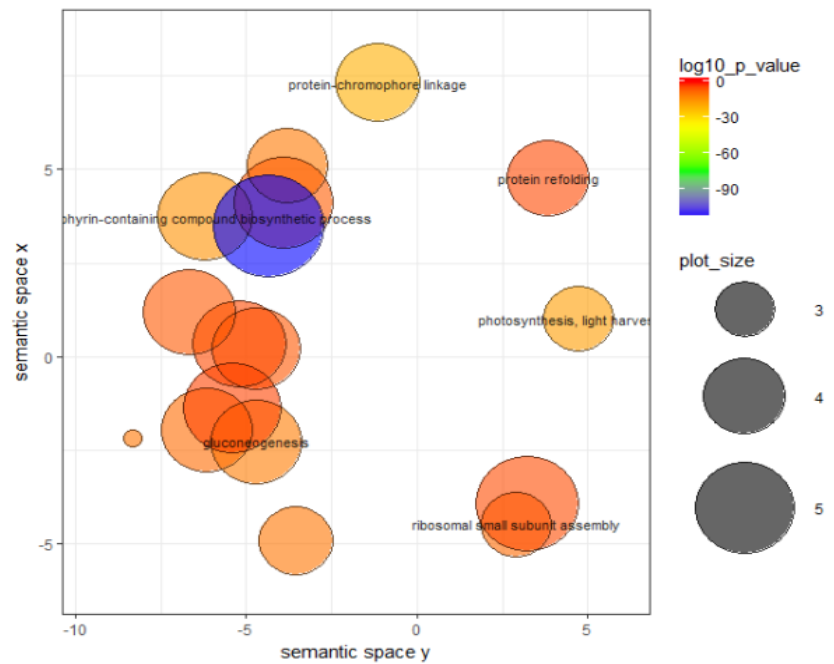 protein-chromophore linkage
protein refolding
phyrin-containing compound biosynthetic process
photosynthesis, light harves
gluconeogenesis
ribosomal small subunit assembly
5
0
-5
-10
-5
0
5
semantic space x
semantic space y
log10_p_value
0
-30
-60
-90
plot_size
3
4
5